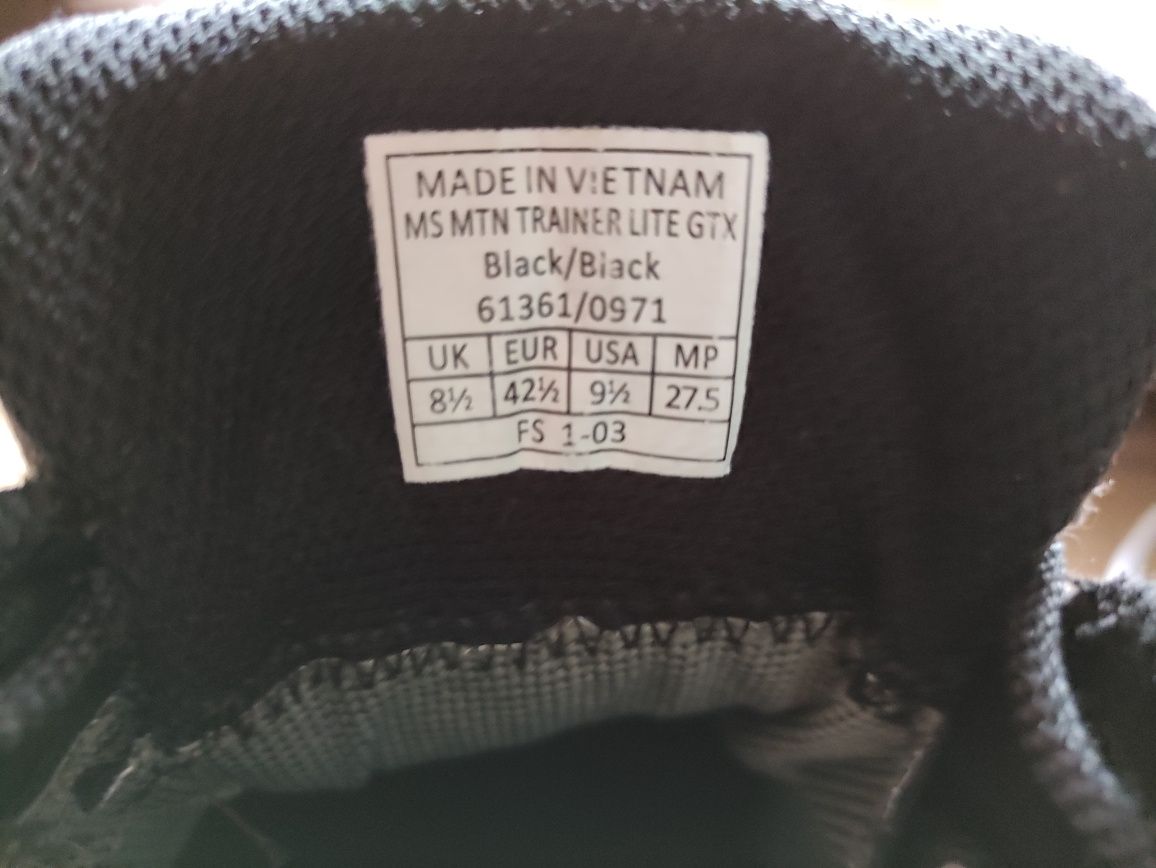 MADE IN VIETNAM
MS MTN TRAINER LITE GTX
Black/Black
61361/0971
UK EUR USA MP
8½ 42½ 9½ 27.5
FS 1-03